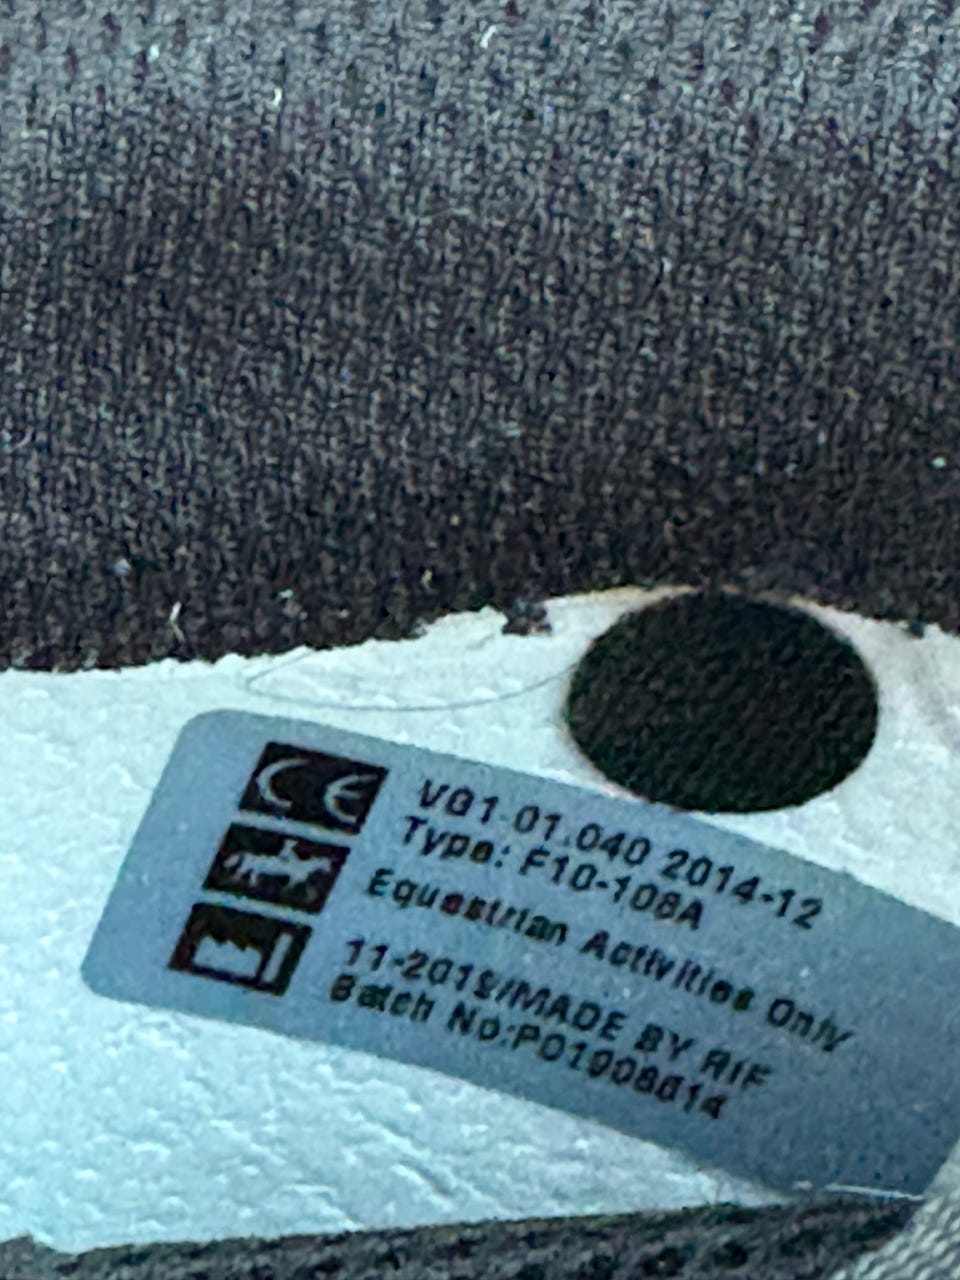 CE
VG1 01.040 2014-12
Type: F10-108A
Equestrian Activities Only
11-2019/MADE BY RIF
Batch No:P01908014